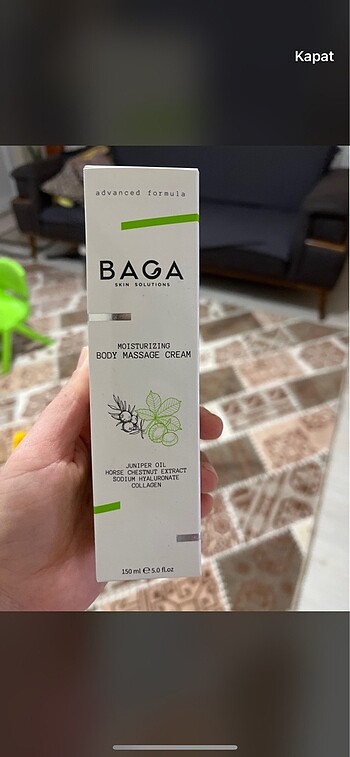 Kapat
advanced formula
BAGA
SKIN SOLUTIONS
MOISTURIZING
BODY MASSAGE CREAM
JUNIPER OIL
HORSE CHESTNUT EXTRACT
SODIUM HYALURONATE
COLLAGEN
150 ml ℮ 5.0 fl.oz